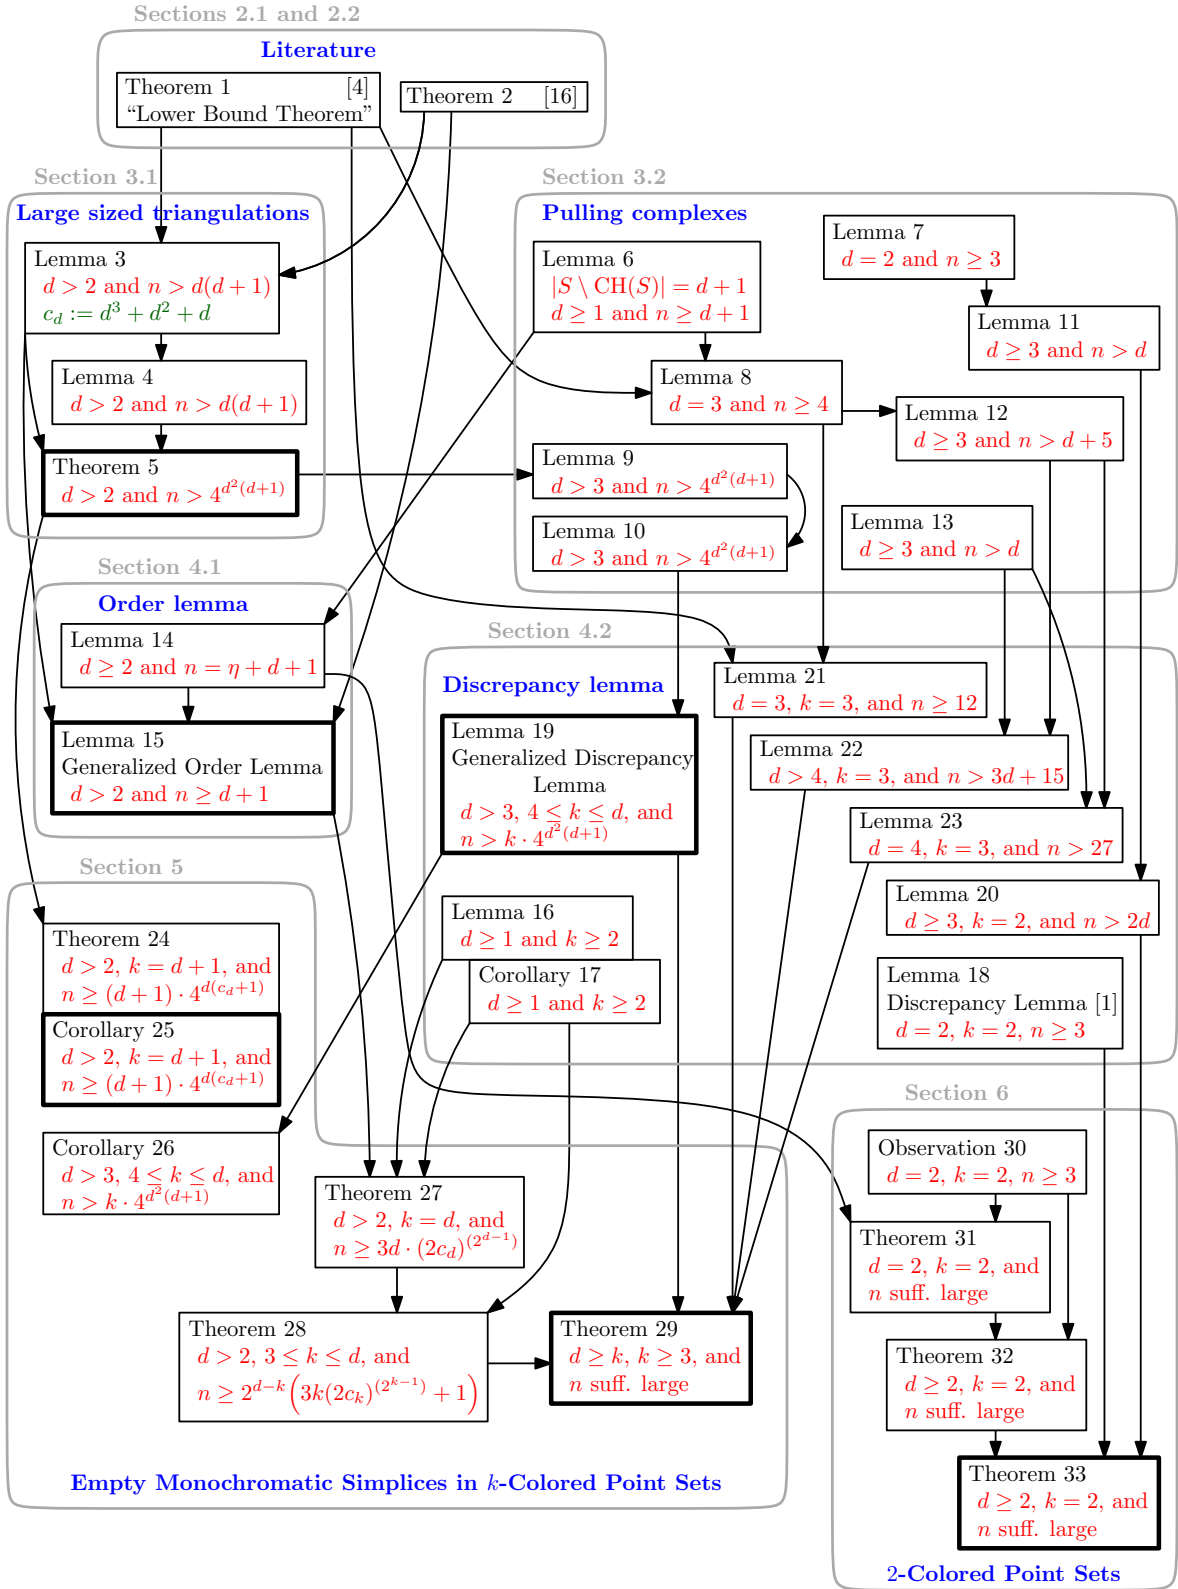 Sections 2.1 and 2.2
Literature
Theorem 1 [4]
“Lower Bound Theorem”
Theorem 2 [16]
Section 3.1
Large sized triangulations
Lemma 3
d > 2 and n > d(d + 1)
c_d := d^3 + d^2 + d
Lemma 4
d > 2 and n > d(d + 1)
Theorem 5
d > 2 and n > 4^{d^2(d+1)}
Section 3.2
Pulling complexes
Lemma 6
|S \ CH(S)| = d + 1
d ≥ 1 and n ≥ d + 1
Lemma 7
d = 2 and n ≥ 3
Lemma 11
d ≥ 3 and n > d
Lemma 8
d = 3 and n ≥ 4
Lemma 12
d ≥ 3 and n > d + 5
Lemma 9
d > 3 and n > 4^{d^2(d+1)}
Lemma 10
d > 3 and n > 4^{d^2(d+1)}
Lemma 13
d ≥ 3 and n > d
Section 4.1
Order lemma
Lemma 14
d ≥ 2 and n = η + d + 1
Lemma 15
Generalized Order Lemma
d > 2 and n ≥ d + 1
Section 4.2
Discrepancy lemma
Lemma 21
d = 3, k = 3, and n ≥ 12
Lemma 19
Generalized Discrepancy
Lemma
d > 3, 4 ≤ k ≤ d, and
n > k · 4^{d^2(d+1)}
Lemma 22
d > 4, k = 3, and n > 3d + 15
Lemma 23
d = 4, k = 3, and n > 27
Lemma 20
d ≥ 3, k = 2, and n > 2d
Lemma 16
d ≥ 1 and k ≥ 2
Corollary 17
d ≥ 1 and k ≥ 2
Lemma 18
Discrepancy Lemma [1]
d = 2, k = 2, n ≥ 3
Section 5
Theorem 24
d > 2, k = d + 1, and
n ≥ (d + 1) · 4^{d(c_d+1)}
Corollary 25
d > 2, k = d + 1, and
n ≥ (d + 1) · 4^{d(c_d+1)}
Corollary 26
d > 3, 4 ≤ k ≤ d, and
n > k · 4^{d^2(d+1)}
Theorem 27
d > 2, k = d, and
n ≥ 3d · (2c_d)^{(2^{d-1})}
Theorem 28
d > 2, 3 ≤ k ≤ d, and
n ≥ 2^{d-k}(3k(2c_k)^{(2^{k-1})} + 1)
Theorem 29
d ≥ k, k ≥ 3, and
n suff. large
Empty Monochromatic Simplices in k-Colored Point Sets
Section 6
Observation 30
d = 2, k = 2, n ≥ 3
Theorem 31
d = 2, k = 2, and
n suff. large
Theorem 32
d ≥ 2, k = 2, and
n suff. large
Theorem 33
d ≥ 2, k = 2, and
n suff. large
2-Colored Point Sets